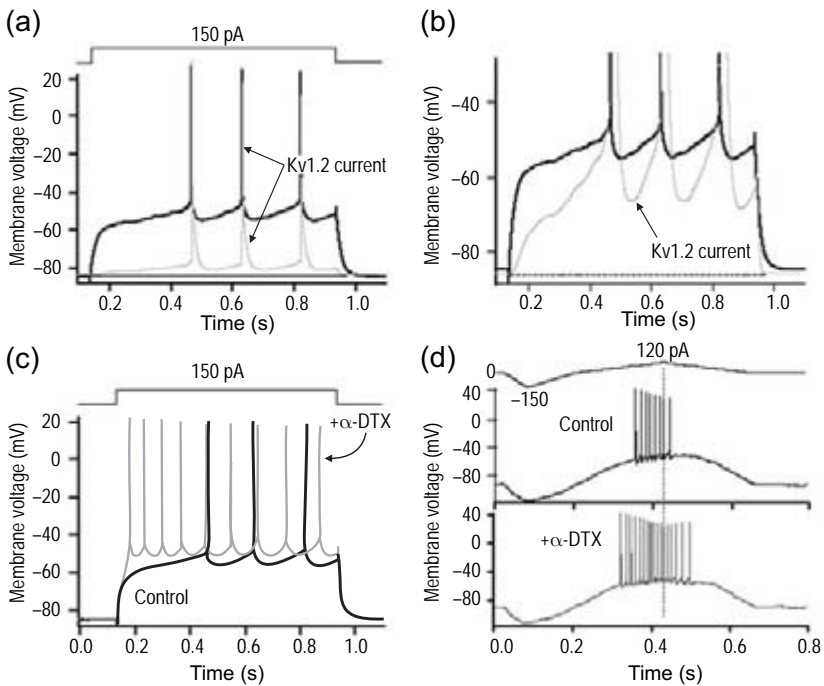 (a)
150 pA
20
0
−20
−40
−60
−80
Membrane voltage (mV)
Kv1.2 current
0.2 0.4 0.6 0.8 1.0
Time (s)
(b)
−40
−60
−80
Membrane voltage (mV)
Kv1.2 current
0.2 0.4 0.6 0.8 1.0
Time (s)
(c)
150 pA
20
0
−20
−40
−60
−80
Membrane voltage (mV)
+α-DTX
Control
0.0 0.2 0.4 0.6 0.8 1.0
Time (s)
(d)
120 pA
0
−150
Control
40
0
−40
−80
+α-DTX
40
0
−40
−80
Membrane voltage (mV)
0.0 0.2 0.4 0.6 0.8
Time (s)